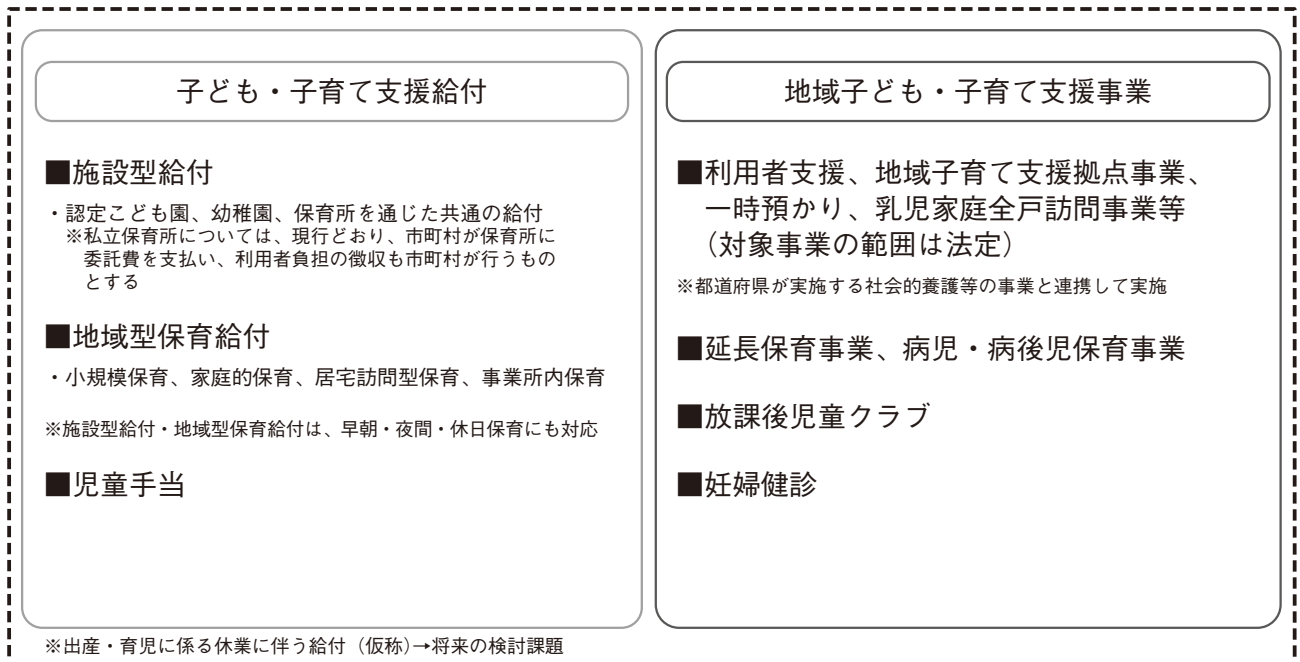 子ども・子育て支援給付
■施設型給付
・認定こども園、幼稚園、保育所を通じた共通の給付
※私立保育所については、現行どおり、市町村が保育所に
委託費を支払い、利用者負担の徴収も市町村が行うもの
とする
■地域型保育給付
・小規模保育、家庭的保育、居宅訪問型保育、事業所内保育
※施設型給付・地域型保育給付は、早朝・夜間・休日保育にも対応
■児童手当
地域子ども・子育て支援事業
■利用者支援、地域子育て支援拠点事業、
一時預かり、乳児家庭全戸訪問事業等
（対象事業の範囲は法定）
※都道府県が実施する社会的養護等の事業と連携して実施
■延長保育事業、病児・病後児保育事業
■放課後児童クラブ
■妊婦健診
※出産・育児に係る休業に伴う給付（仮称）→将来の検討課題